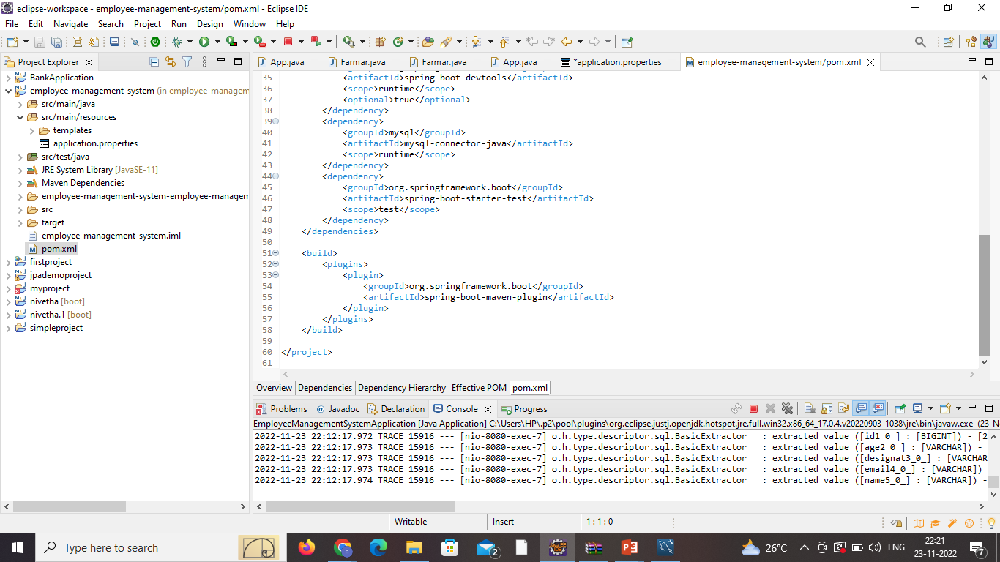 eclipse-workspace - employee-management-system/pom.xml - Eclipse IDE
File Edit Navigate Search Project Run Design Window Help
Project Explorer
App.java Farmar.java Farmar.java App.java *application.properties employee-management-system/pom.xml
BankApplication
employee-management-system (in employee-managem
src/main/java
src/main/resources
templates
application.properties
src/test/java
JRE System Library [JavaSE-11]
Maven Dependencies
employee-management-system-employee-managem
src
target
employee-management-system.iml
pom.xml
firstproject
jpademoproject
myproject
nivetha [boot]
nivetha.1 [boot]
simpleproject
35 <artifactId>spring-boot-devtools</artifactId>
36 <scope>runtime</scope>
37 <optional>true</optional>
38 </dependency>
39 <dependency>
40 <groupId>mysql</groupId>
41 <artifactId>mysql-connector-java</artifactId>
42 <scope>runtime</scope>
43 </dependency>
44 <dependency>
45 <groupId>org.springframework.boot</groupId>
46 <artifactId>spring-boot-starter-test</artifactId>
47 <scope>test</scope>
48 </dependency>
49 </dependencies>
50
51 <build>
52 <plugins>
53 <plugin>
54 <groupId>org.springframework.boot</groupId>
55 <artifactId>spring-boot-maven-plugin</artifactId>
56 </plugin>
57 </plugins>
58 </build>
59
60 </project>
61
Overview Dependencies Dependency Hierarchy Effective POM pom.xml
Problems Javadoc Declaration Console Progress
EmployeeManagementSystemApplication [Java Application] C:\Users\HP\.p2\pool\plugins\org.eclipse.justj.openjdk.hotspot.jre.full.win32.x86_64_17.0.4.v20220903-1038\jre\bin\javaw.exe (23-N
2022-11-23 22:12:17.972 TRACE 15916 --- [nio-8080-exec-7] o.h.type.descriptor.sql.BasicExtractor : extracted value ([id1_0_] : [BIGINT]) - [2
2022-11-23 22:12:17.973 TRACE 15916 --- [nio-8080-exec-7] o.h.type.descriptor.sql.BasicExtractor : extracted value ([age2_0_] : [VARCHAR]) -
2022-11-23 22:12:17.973 TRACE 15916 --- [nio-8080-exec-7] o.h.type.descriptor.sql.BasicExtractor : extracted value ([designat3_0_] : [VARCHAR
2022-11-23 22:12:17.973 TRACE 15916 --- [nio-8080-exec-7] o.h.type.descriptor.sql.BasicExtractor : extracted value ([email4_0_] : [VARCHAR])
2022-11-23 22:12:17.974 TRACE 15916 --- [nio-8080-exec-7] o.h.type.descriptor.sql.BasicExtractor : extracted value ([name5_0_] : [VARCHAR]) -
Writable Insert 1 : 1 : 0
Type here to search
26°C ENG 22:21
23-11-2022